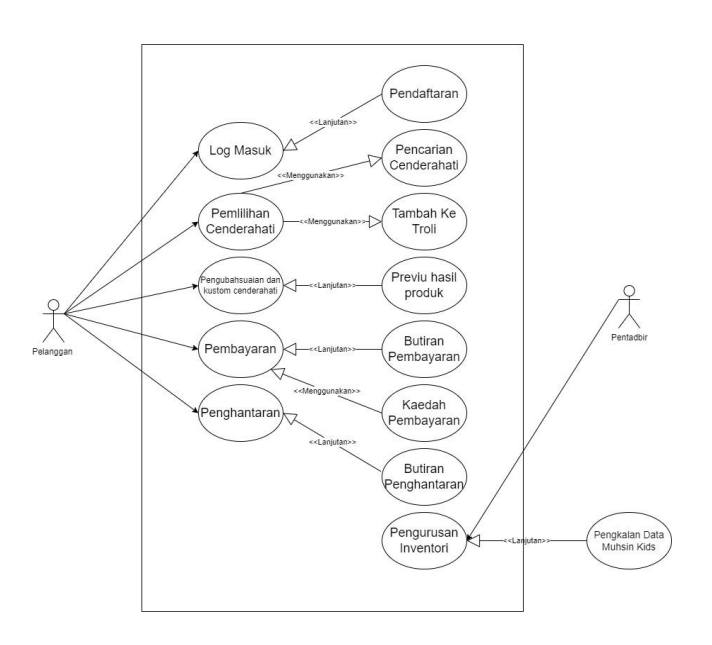 Pendaftaran
<<Lanjutan>>
Log Masuk
Pencarian
Cenderahati
<<Menggunakan>>
Pemlilihan
Cenderahati
<<Menggunakan>>
Tambah Ke
Troli
Pengubahsuaian dan
kustom cenderahati
<<Lanjutan>>
Previu hasil
produk
Pelanggan
Pentadbir
Pembayaran
<<Lanjutan>>
Butiran
Pembayaran
<<Menggunakan>>
Kaedah
Pembayaran
Penghantaran
<<Lanjutan>>
Butiran
Penghantaran
Pengurusan
Inventori
<<Lanjutan>>
Pengkalan Data
Muhsin Kids